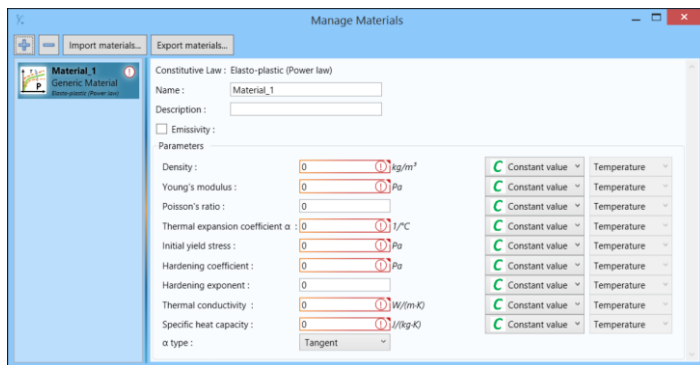 Manage Materials
Import materials... Export materials...
Material_1
Generic Material
Elasto-plastic (Power law)
P
Constitutive Law : Elasto-plastic (Power law)
Name : Material_1
Description :
Emissivity :
Parameters
Density : 0 kg/m³ C Constant value Temperature
Young's modulus : 0 Pa C Constant value Temperature
Poisson's ratio : 0 C Constant value Temperature
Thermal expansion coefficient α : 0 1/°C C Constant value Temperature
Initial yield stress : 0 Pa C Constant value Temperature
Hardening coefficient : 0 Pa C Constant value Temperature
Hardening exponent : 0 C Constant value Temperature
Thermal conductivity : 0 W/(m·K) C Constant value Temperature
Specific heat capacity : 0 J/(kg·K) C Constant value Temperature
α type : Tangent